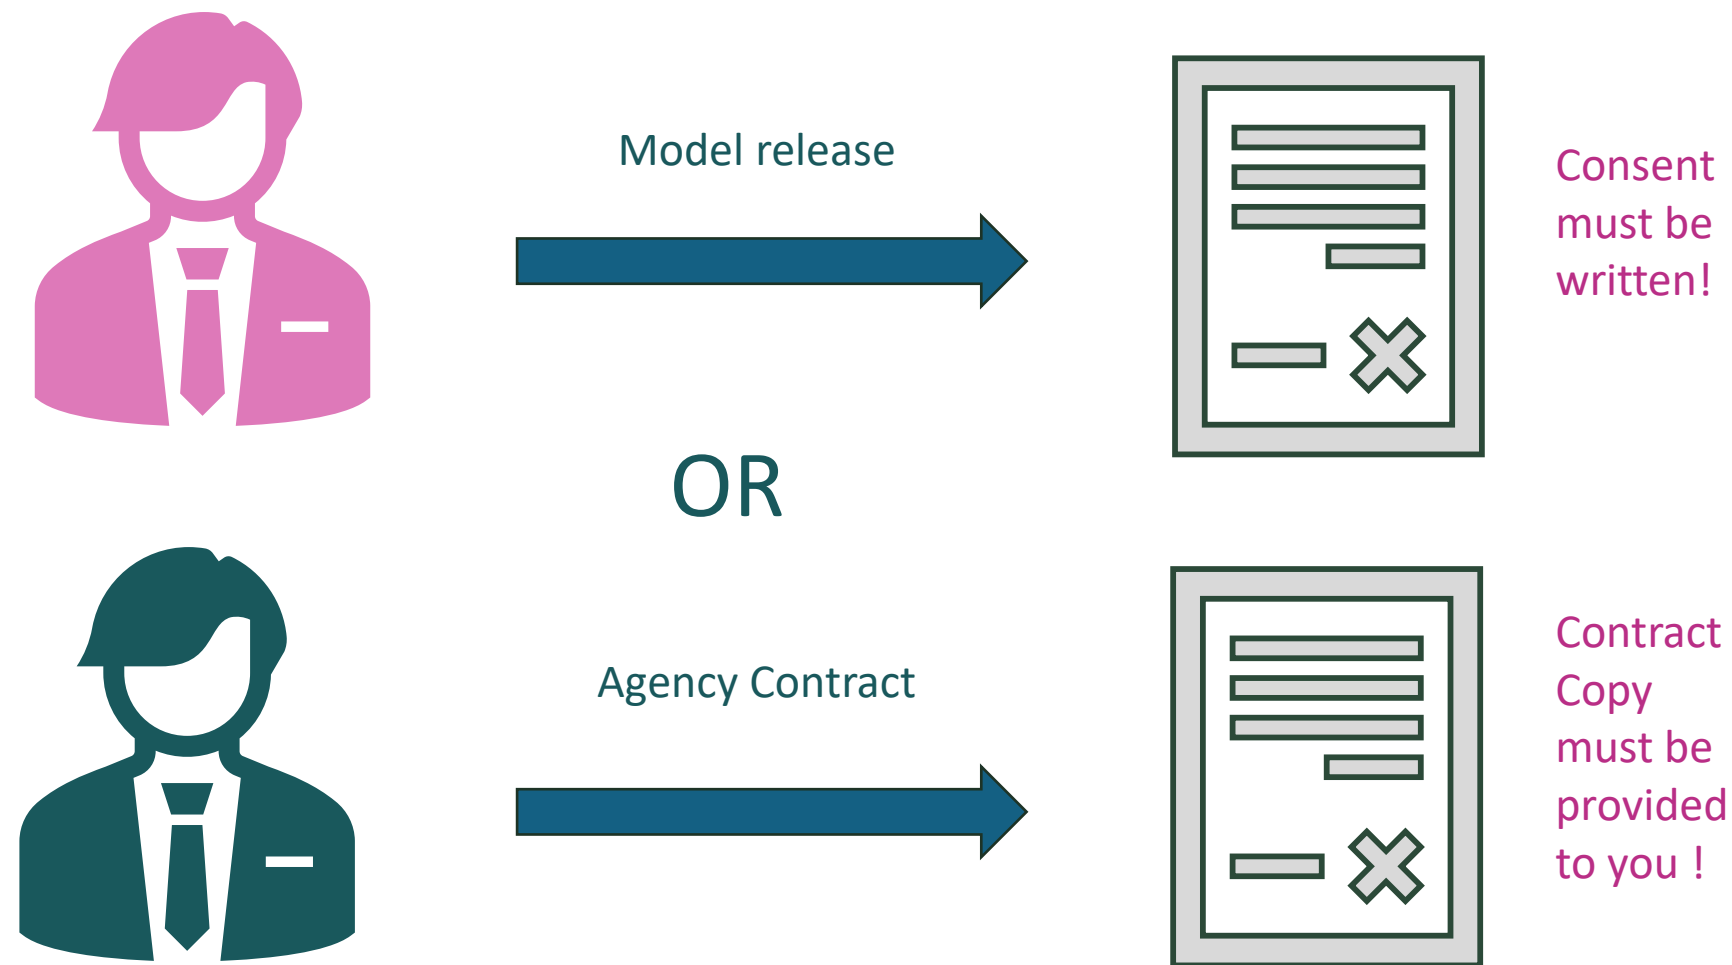 Model release
Consent
must be
written!
OR
Agency Contract
Contract
Copy
must be
provided
to you !